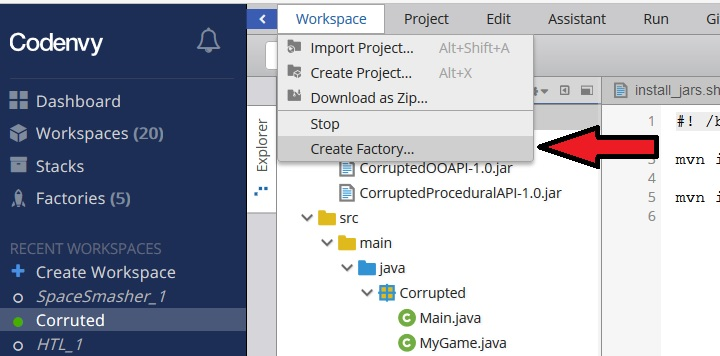 Codenvy
Dashboard
Workspaces (20)
Stacks
Factories (5)
RECENT WORKSPACES
Create Workspace
SpaceSmasher_1
Corruted
HTL_1
Workspace Project Edit Assistant Run
Import Project... Alt+Shift+A
Create Project... Alt+X
Download as Zip...
Stop
Create Factory...
Explorer
CorruptedOOAPI-1.0.jar
CorruptedProceduralAPI-1.0.jar
src
main
java
Corrupted
Main.java
MyGame.java
install_jars.sh
1 #! /b
3 mvn i
4
5 mvn i
6